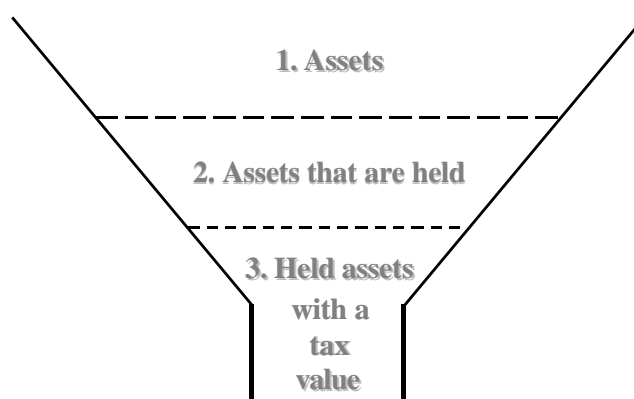 1. Assets
2. Assets that are held
3. Held assets
with a
tax
value